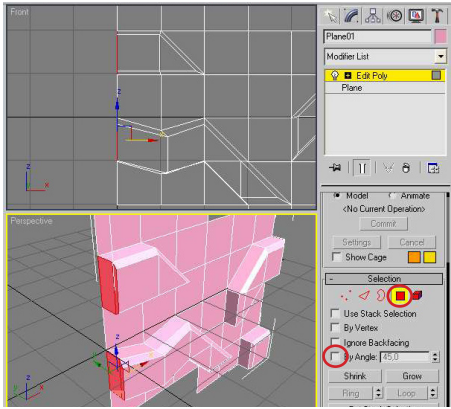 Front
z
x
z
x
Perspective
z
z
x
Plane01
Modifier List
Edit Poly
Plane
Model Animate
<No Current Operation>
Commit
Settings Cancel
Show Cage
- Selection
Use Stack Selection
By Vertex
Ignore Backfacing
By Angle: 45,0
Shrink Grow
Ring Loop